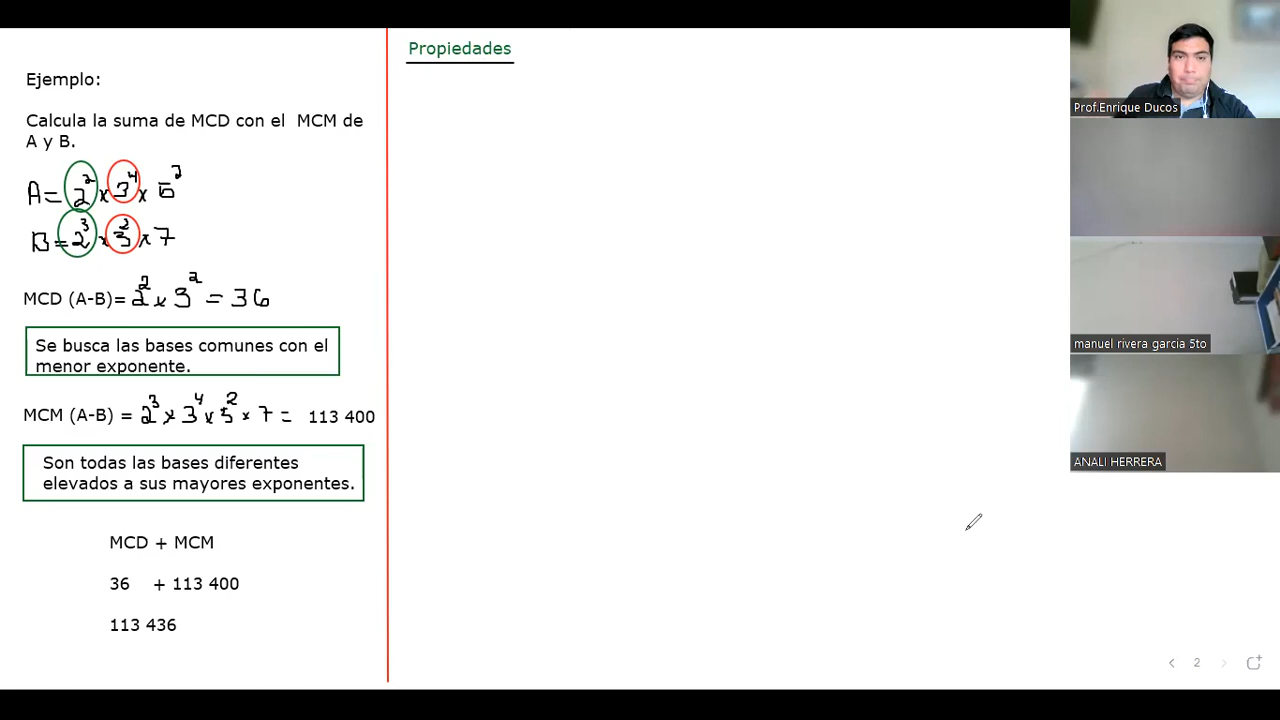 Ejemplo:
Calcula la suma de MCD con el MCM de
A y B.
A= 2² x 3⁴ x 5²
B = 2³ x 3² x 7
MCD (A-B)= 2² x 3² = 36
Se busca las bases comunes con el
menor exponente.
MCM (A-B) = 2³ x 3⁴ x 5² x 7 = 113 400
Son todas las bases diferentes
elevados a sus mayores exponentes.
MCD + MCM
36 + 113 400
113 436
Propiedades
Prof.Enrique Ducos
manuel rivera garcia 5to
ANALI HERRERA
2